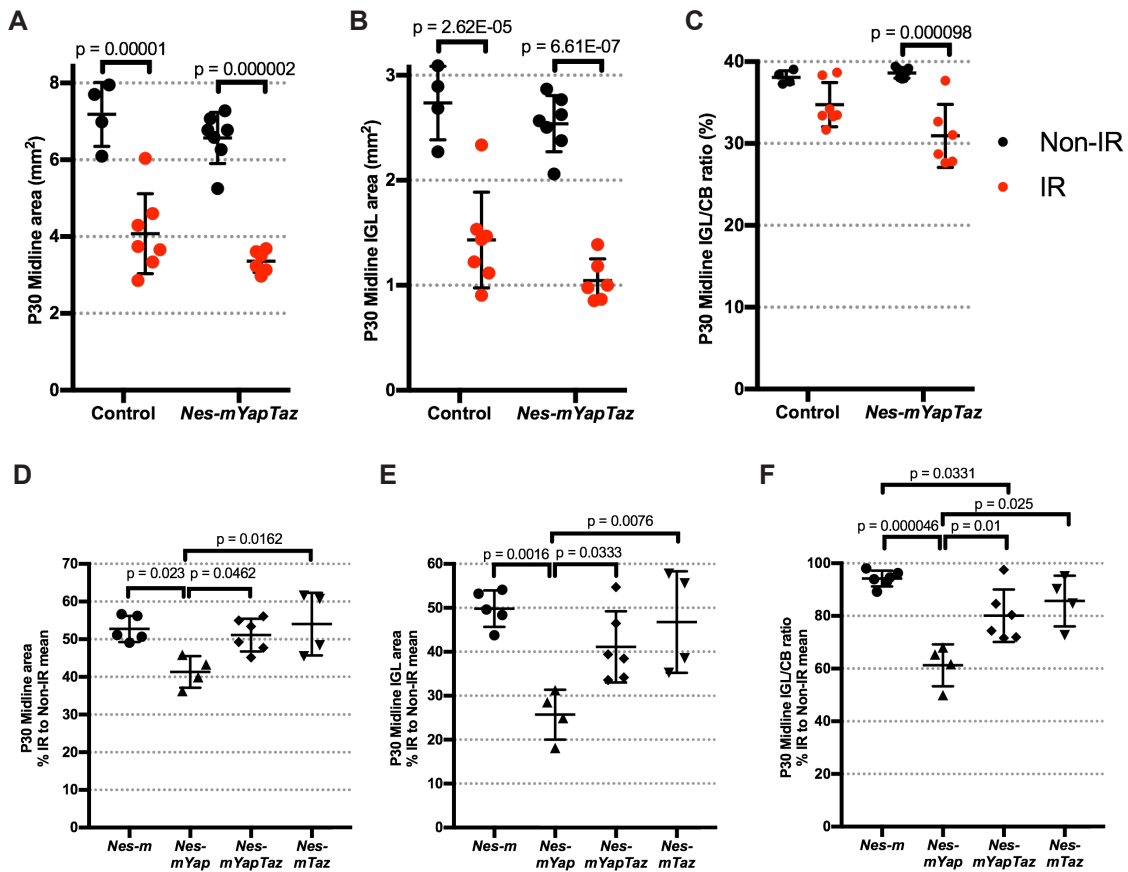 A
p = 0.00001
p = 0.000002
P30 Midline area (mm²)
8
6
4
2
0
Control
Nes-mYapTaz
B
p = 2.62E-05
p = 6.61E-07
P30 Midline IGL area (mm²)
3
2
1
0
Control
Nes-mYapTaz
C
p = 0.000098
P30 Midline IGL/CB ratio (%)
40
30
20
10
0
Control
Nes-mYapTaz
Non-IR
IR
D
p = 0.0162
p = 0.023
p = 0.0462
P30 Midline area
% IR to Non-IR mean
70
60
50
40
30
20
10
0
Nes-m
Nes-
mYap
Nes-
mYapTaz
Nes-
mTaz
E
p = 0.0076
p = 0.0016
p = 0.0333
P30 Midline IGL area
% IR to Non-IR mean
60
50
40
30
20
10
0
Nes-m
Nes-
mYap
Nes-
mYapTaz
Nes-
mTaz
F
p = 0.0331
p = 0.025
p = 0.000046
p = 0.01
P30 Midline IGL/CB ratio
% IR to Non-IR mean
100
80
60
40
20
0
Nes-m
Nes-
mYap
Nes-
mYapTaz
Nes-
mTaz